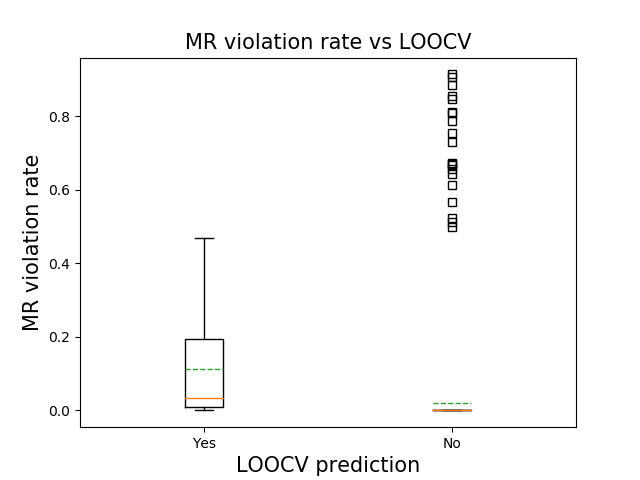 MR violation rate vs LOOCV
MR violation rate
0.8
0.6
0.4
0.2
0.0
Yes
No
LOOCV prediction